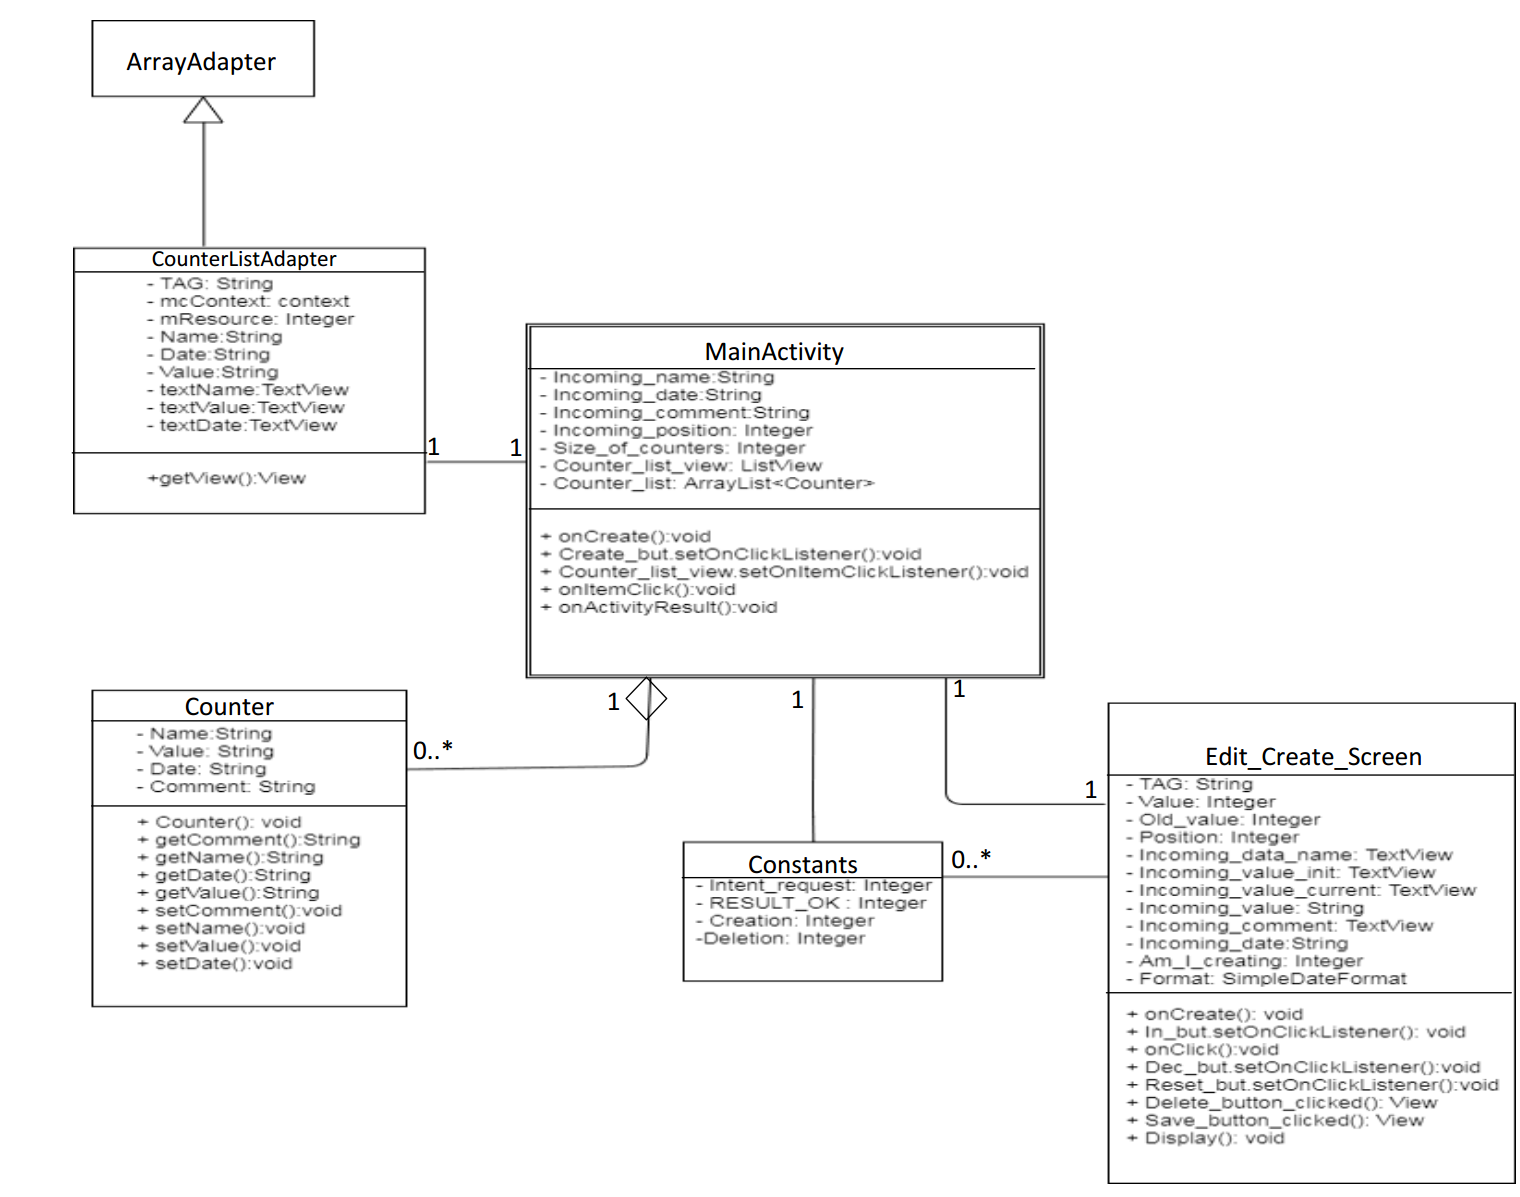 ArrayAdapter
CounterListAdapter
- TAG: String
- mcContext: context
- mResource: Integer
- Name:String
- Date:String
- Value:String
- textName:TextView
- textValue:TextView
- textDate:TextView
+getView():View
1
1
MainActivity
- Incoming_name:String
- Incoming_date:String
- Incoming_comment:String
- Incoming_position: Integer
- Size_of_counters: Integer
- Counter_list_view: ListView
- Counter_list: ArrayList<Counter>
+ onCreate():void
+ Create_but.setOnClickListener():void
+ Counter_list_view.setOnItemClickListener():void
+ onItemClick():void
+ onActivityResult():void
1
1
1
Counter
- Name:String
- Value: String
- Date: String
- Comment: String
+ Counter(): void
+ getComment():String
+ getName():String
+ getDate():String
+ getValue():String
+ setComment():void
+ setName():void
+ setValue():void
+ setDate():void
0..*
Constants
- Intent_request: Integer
- RESULT_OK : Integer
- Creation: Integer
-Deletion: Integer
0..*
1
Edit_Create_Screen
- TAG: String
- Value: Integer
- Old_value: Integer
- Position: Integer
- Incoming_data_name: TextView
- Incoming_value_init: TextView
- Incoming_value_current: TextView
- Incoming_value: String
- Incoming_comment: TextView
- Incoming_date:String
- Am_I_creating: Integer
- Format: SimpleDateFormat
+ onCreate(): void
+ In_but.setOnClickListener(): void
+ onClick():void
+ Dec_but.setOnClickListener():void
+ Reset_but.setOnClickListener():void
+ Delete_button_clicked(): View
+ Save_button_clicked(): View
+ Display(): void